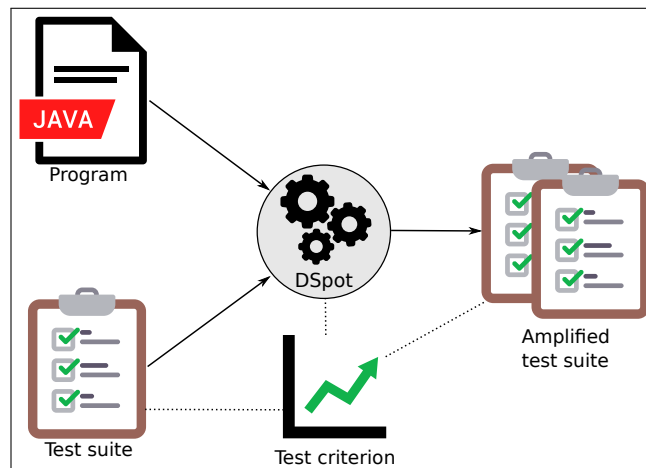 JAVA
Program
DSpot
Amplified
test suite
Test suite
Test criterion